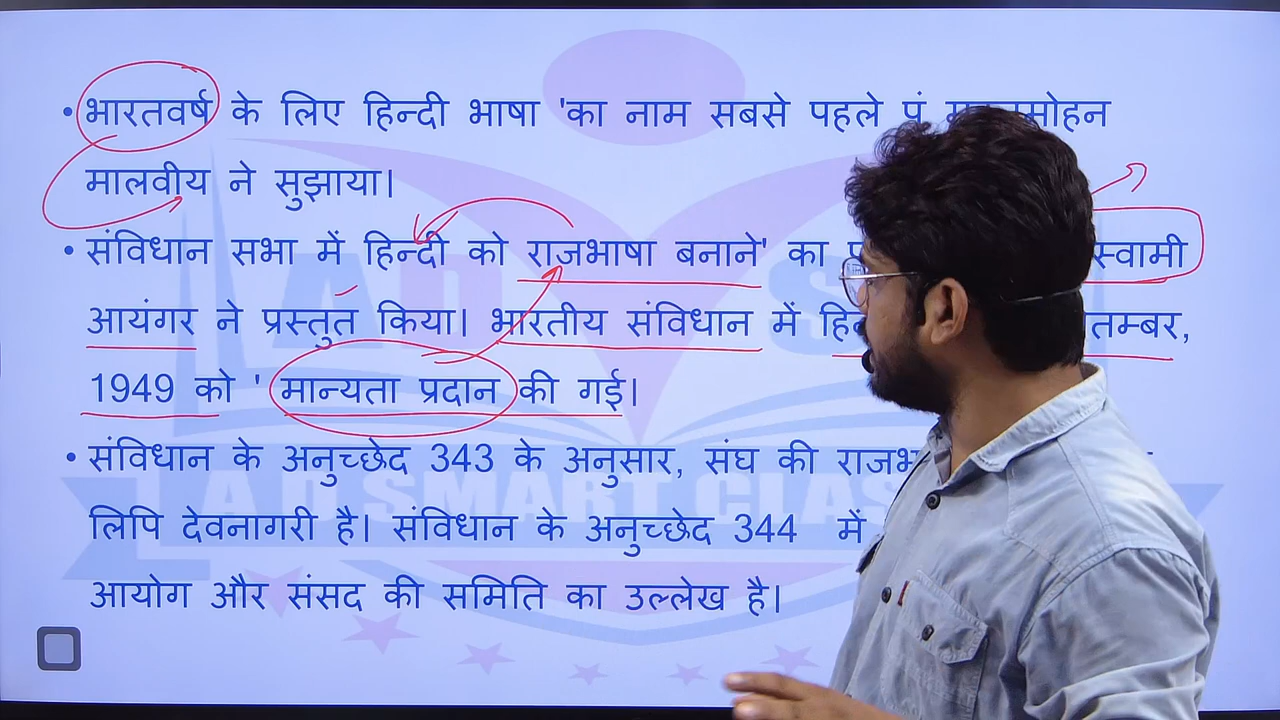 • भारतवर्ष के लिए हिन्दी भाषा 'का नाम सबसे पहले पं
मालवीय ने सुझाया।
• संविधान सभा में हिन्दी को राजभाषा बनाने' का स्वामी
आयंगर ने प्रस्तुत किया। भारतीय संविधान में
1949 को ' मान्यता प्रदान की गई।
• संविधान के अनुच्छेद 343 के अनुसार, संघ की
लिपि देवनागरी है। संविधान के अनुच्छेद 344 में
आयोग और संसद की समिति का उल्लेख है।